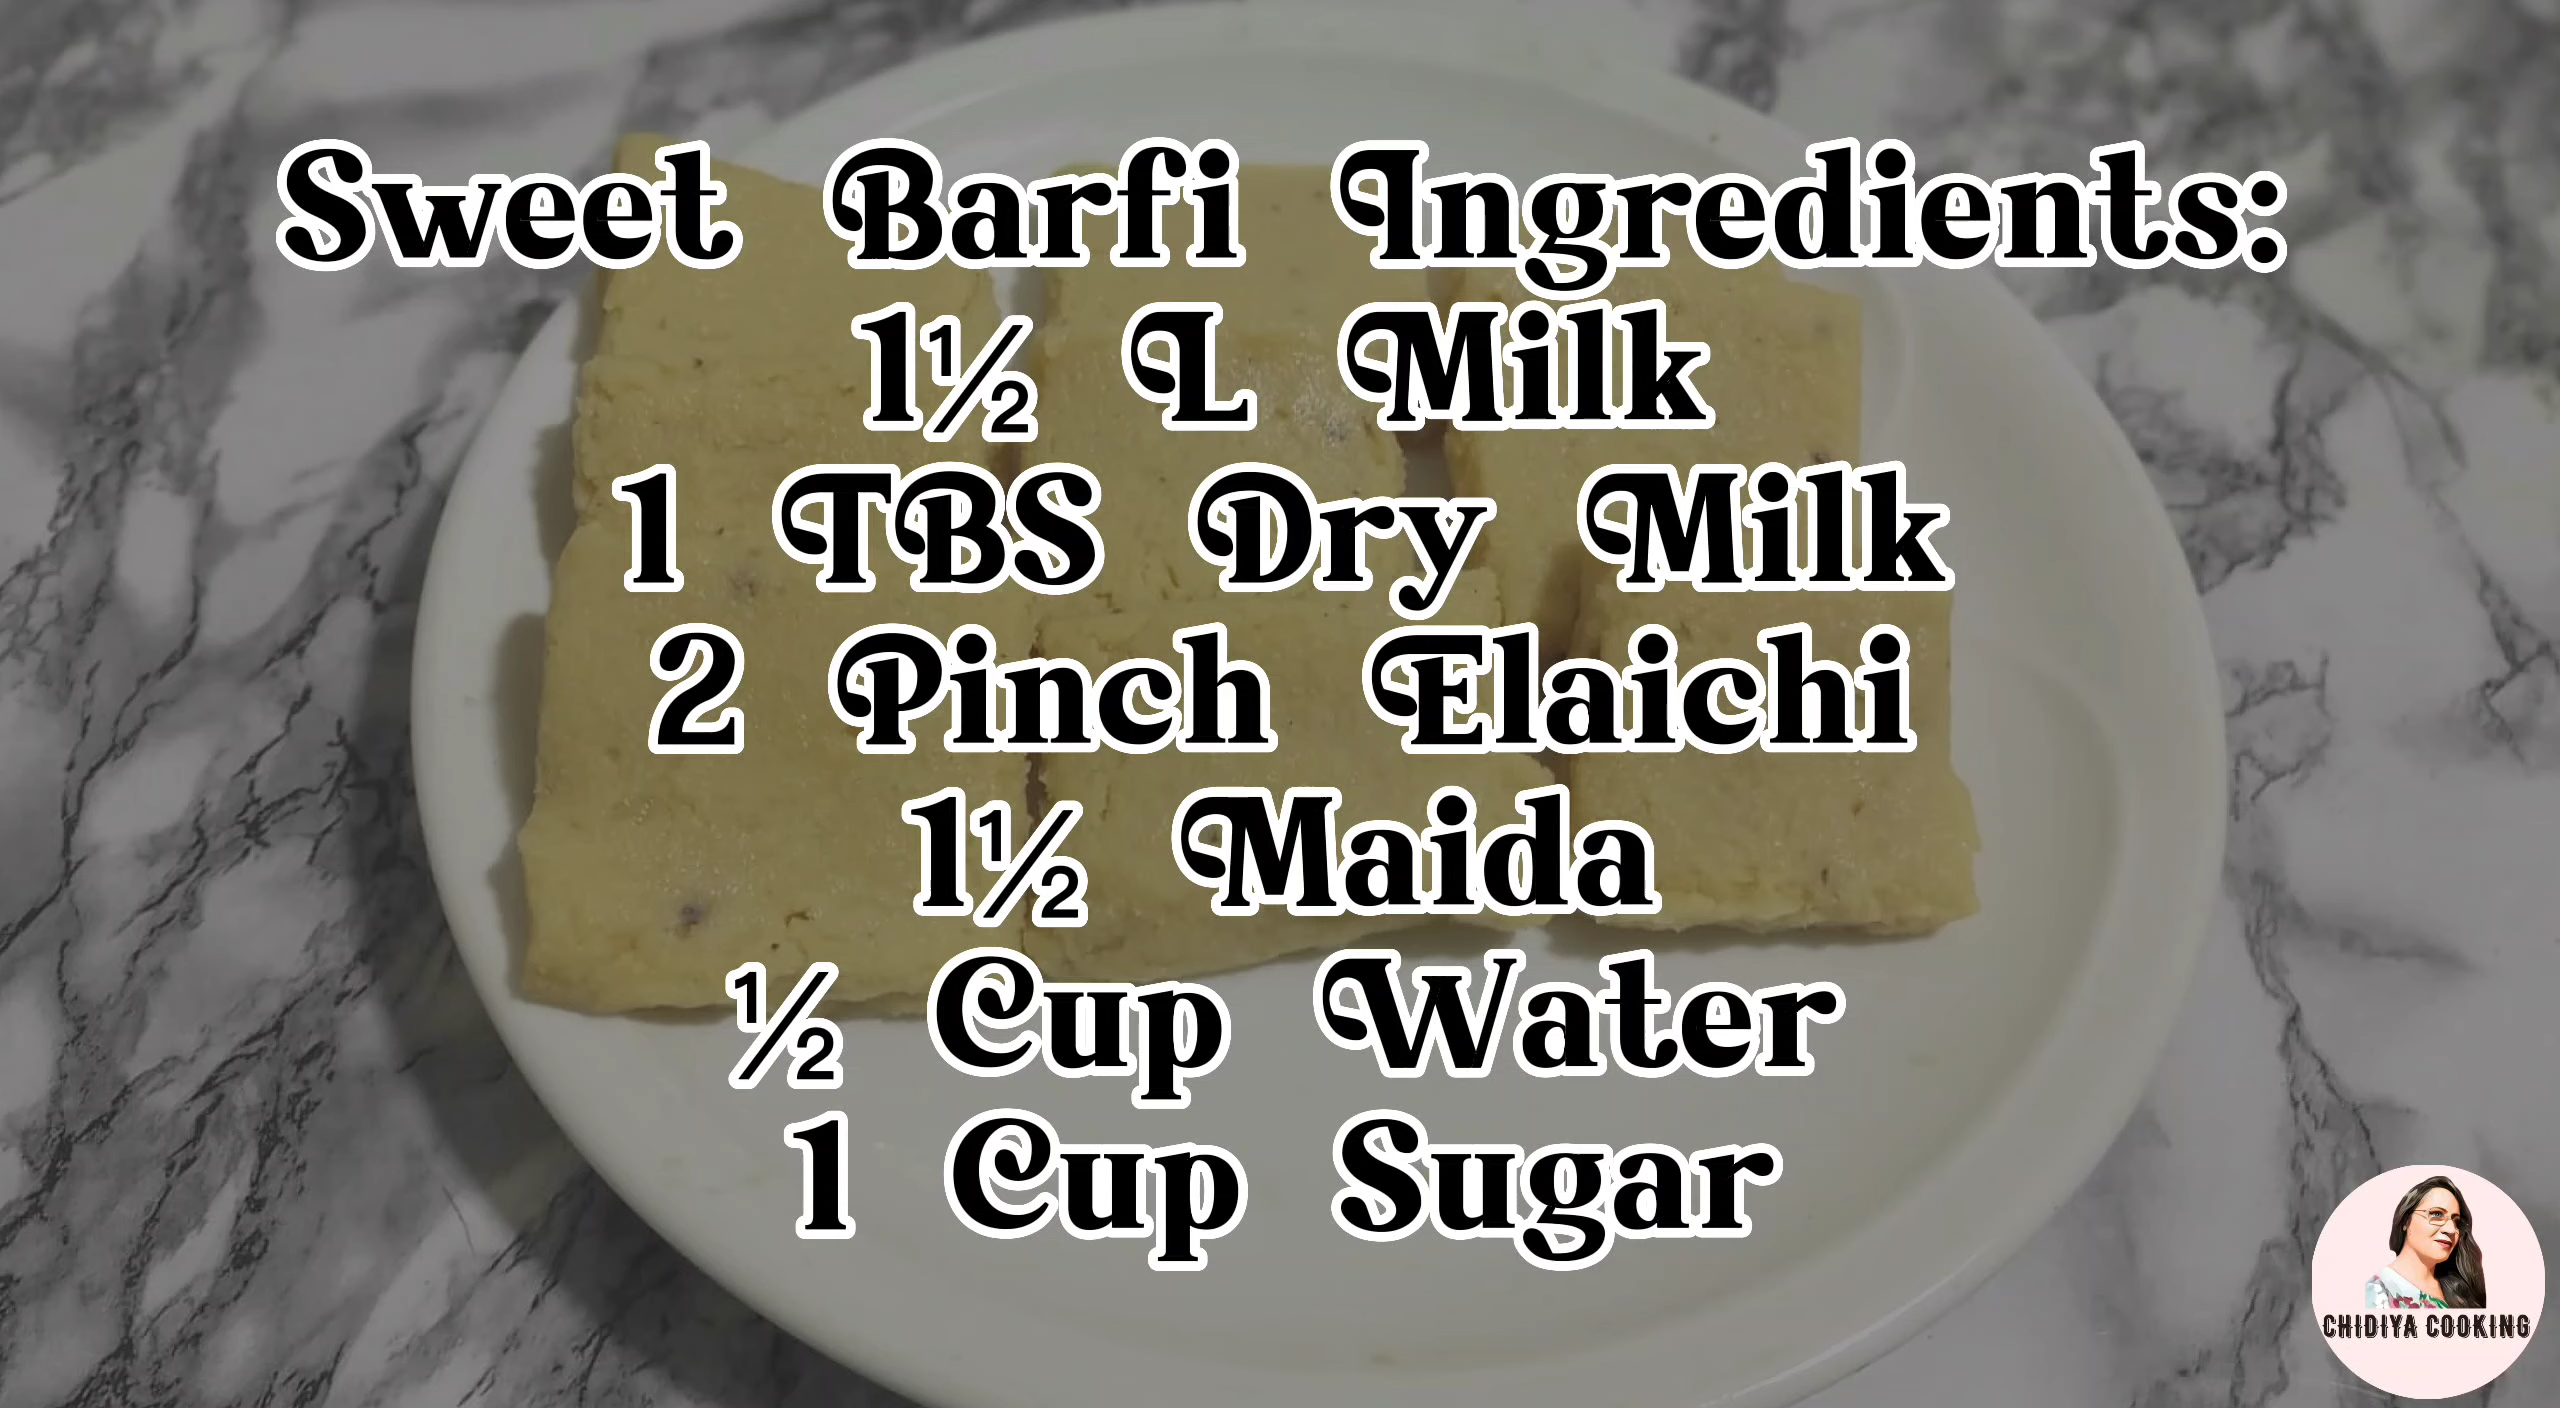 Sweet Barfi Ingredients:
1½ L Milk
1 TBS Dry Milk
2 Pinch Elaichi
1½ Maida
½ Cup Water
1 Cup Sugar
CHIDIYA COOKING